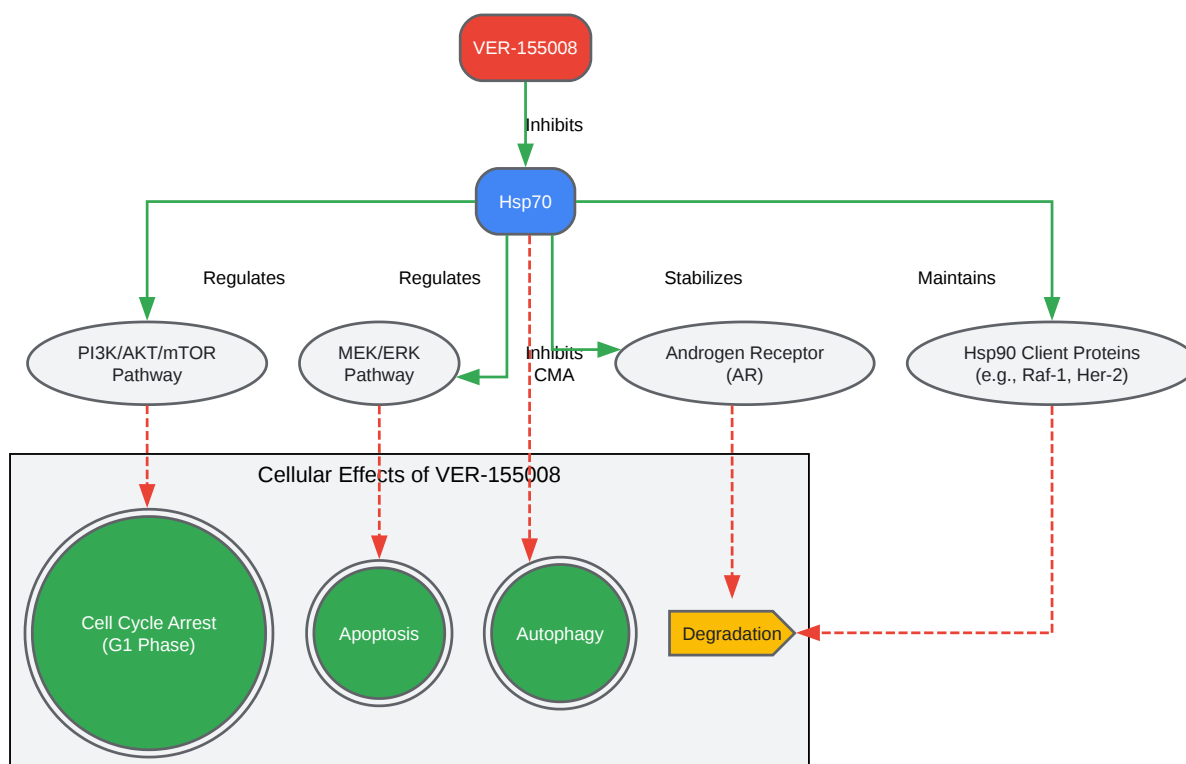 VER-155008
Inhibits
Hsp70
Regulates
Regulates
Stabilizes
Maintains
PI3K/AKT/mTOR
Pathway
MEK/ERK
Pathway
Inhibits
CMA
Androgen Receptor
(AR)
Hsp90 Client Proteins
(e.g., Raf-1, Her-2)
Cellular Effects of VER-155008
Cell Cycle Arrest
(G1 Phase)
Apoptosis
Autophagy
Degradation